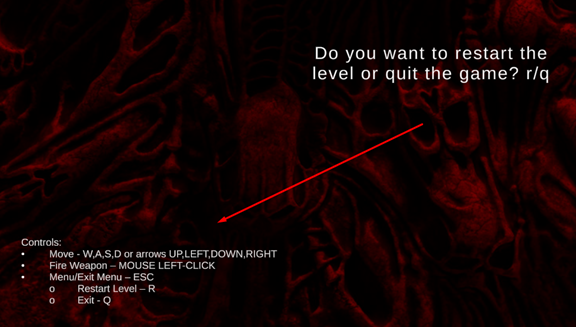 Do you want to restart the
level or quit the game? r/q
Controls:
• Move - W,A,S,D or arrows UP,LEFT,DOWN,RIGHT
• Fire Weapon – MOUSE LEFT-CLICK
• Menu/Exit Menu – ESC
o Restart Level – R
o Exit - Q